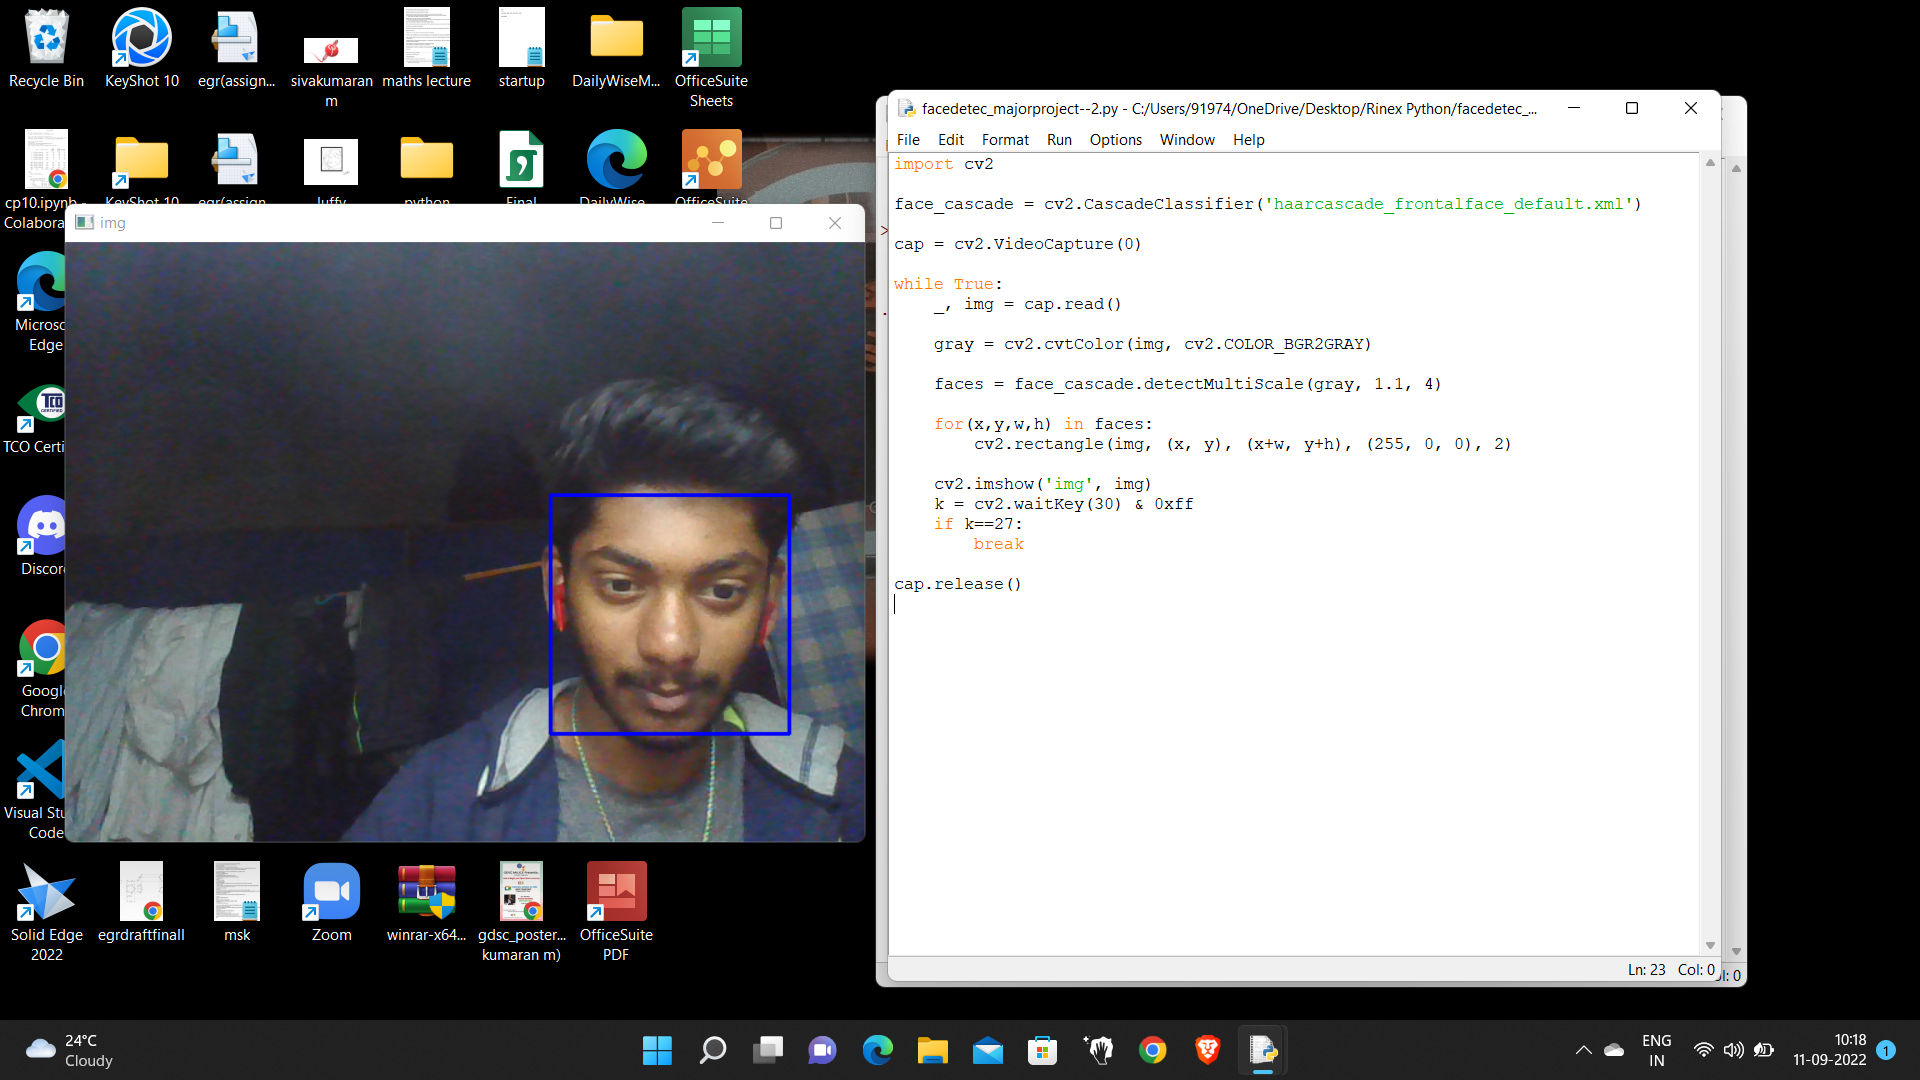 Recycle Bin
KeyShot 10
egr(assign...
sivakumaran
m
maths lecture
startup
DailyWiseM...
OfficeSuite
Sheets
cp10.ipynb -
Colabora
KeyShot 10
egr(assign
luffy
python
Final
DailyWise
OfficeSuite
Microsc
Edge
TCO
CERTIFIED
TCO Certi
Discor
Google
Chrom
Visual Stu
Code
Solid Edge
2022
egrdraftfinall
msk
Zoom
winrar-x64...
gdsc_poster...
kumaran m)
OfficeSuite
PDF
img
facedetec_majorproject--2.py - C:/Users/91974/OneDrive/Desktop/Rinex Python/facedetec_...
File Edit Format Run Options Window Help
import cv2
face_cascade = cv2.CascadeClassifier('haarcascade_frontalface_default.xml')
cap = cv2.VideoCapture(0)
while True:
_, img = cap.read()
gray = cv2.cvtColor(img, cv2.COLOR_BGR2GRAY)
faces = face_cascade.detectMultiScale(gray, 1.1, 4)
for(x,y,w,h) in faces:
cv2.rectangle(img, (x, y), (x+w, y+h), (255, 0, 0), 2)
cv2.imshow('img', img)
k = cv2.waitKey(30) & 0xff
if k==27:
break
cap.release()
Ln: 23 Col: 0
ol: 0
24°C
Cloudy
ENG
IN
10:18
11-09-2022
1